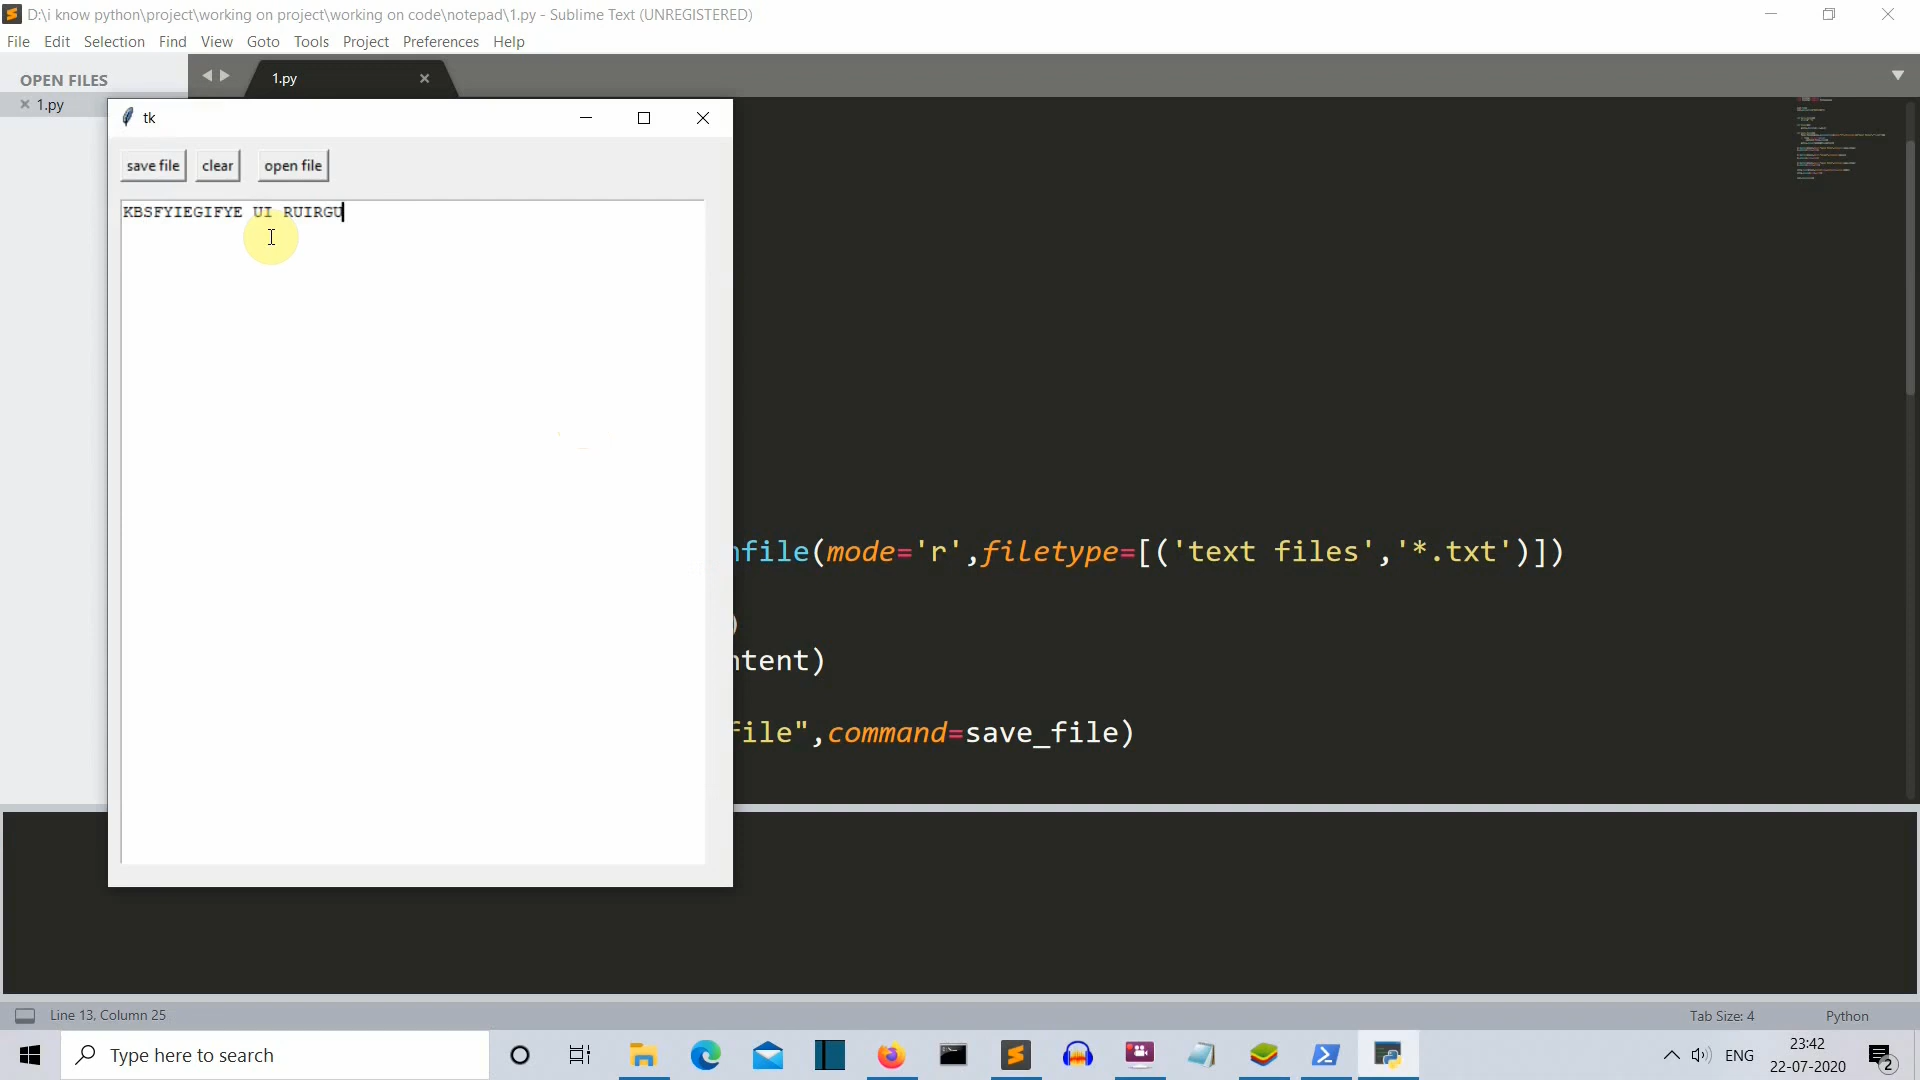 D:\i know python\project\working on project\working on code\notepad\1.py - Sublime Text (UNREGISTERED)
File Edit Selection Find View Goto Tools Project Preferences Help
OPEN FILES
1.py
1.py
tk
save file clear open file
KBSFYIEGIFYE UI RUIRGU
nfile(mode='r',filetype=[('text files','*.txt')])
)
ntent)
file",command=save_file)
Line 13, Column 25
Tab Size: 4
Python
Type here to search
ENG
23:42
22-07-2020
2